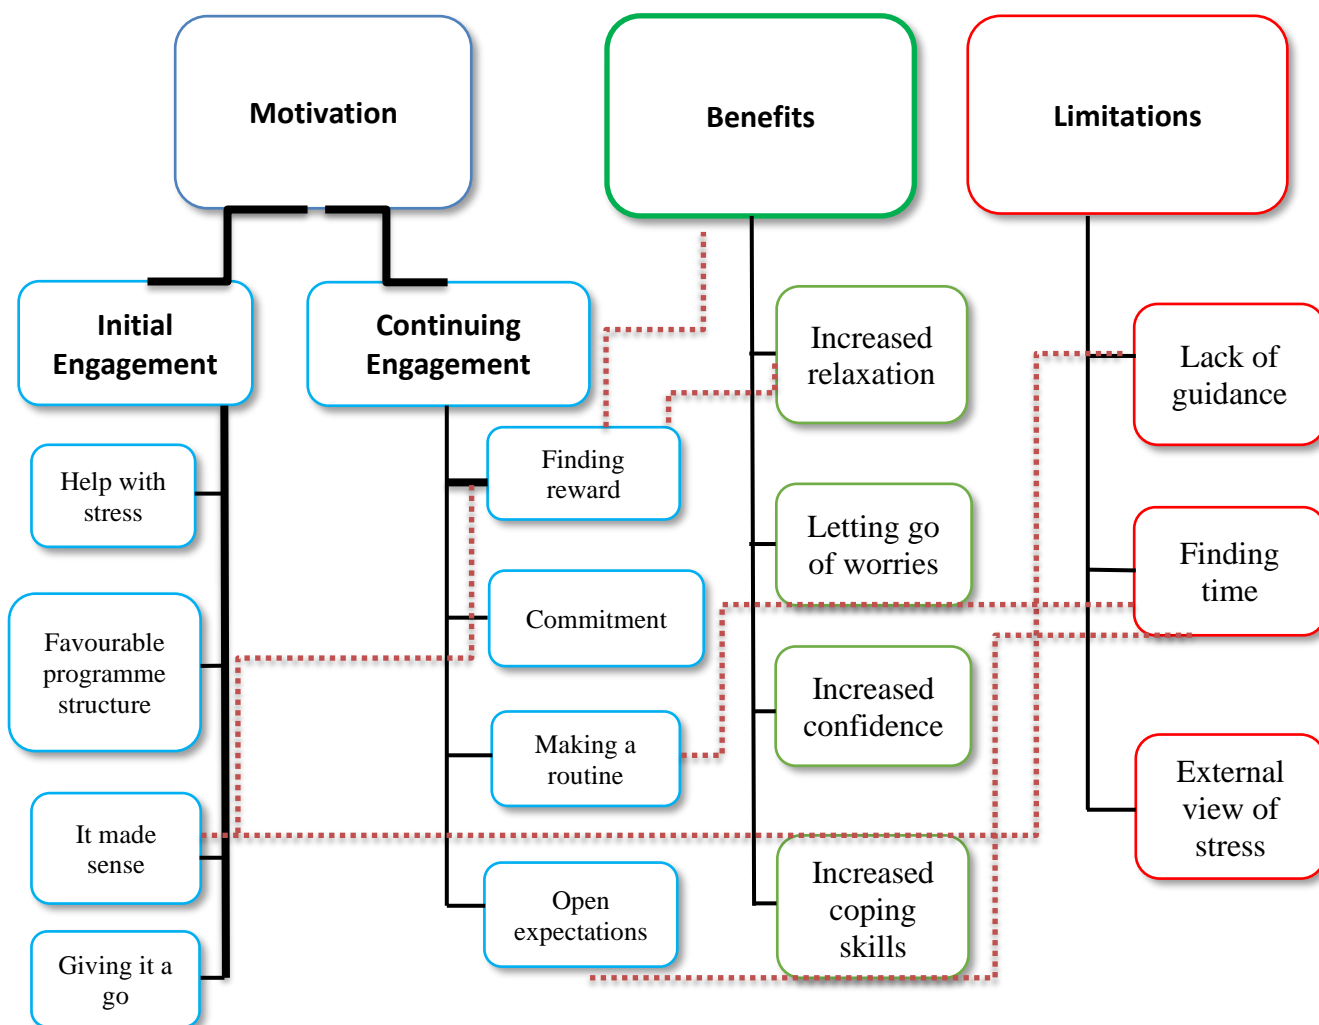 Motivation
Benefits
Limitations
Initial
Engagement
Continuing
Engagement
Help with
stress
Favourable
programme
structure
It made
sense
Giving it a
go
Finding
reward
Commitment
Making a
routine
Open
expectations
Increased
relaxation
Letting go
of worries
Increased
confidence
Increased
coping
skills
Lack of
guidance
Finding
time
External
view of
stress